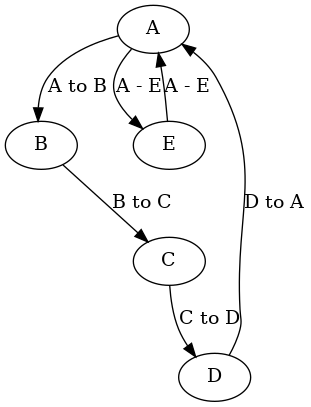 A
A to B
A - E
A - E
B
E
B to C
D to A
C
C to D
D